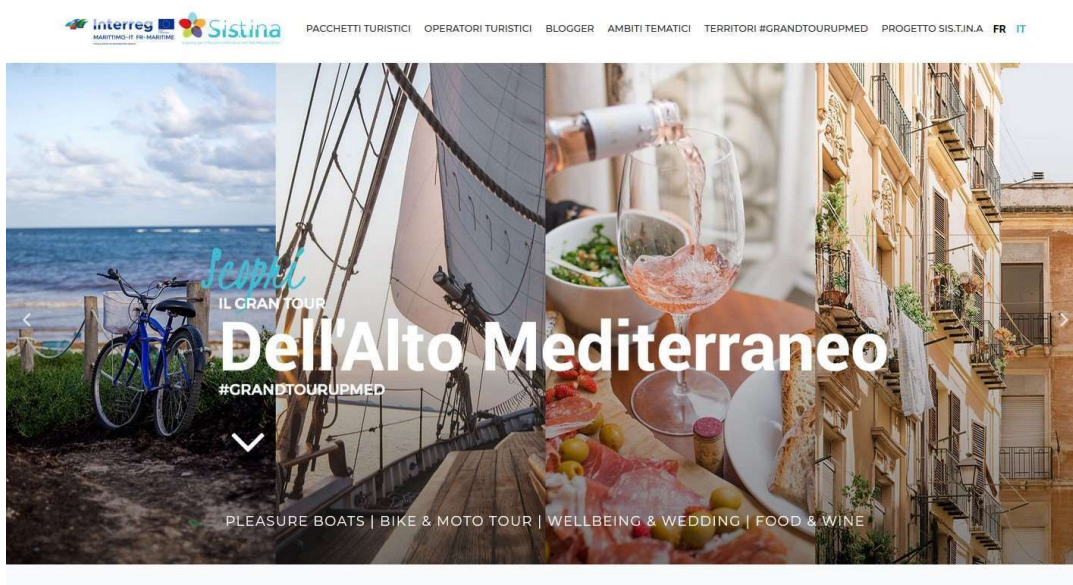 Interreg
MARITTIMO-IT FR-MARITIME
Sistina
PACCHETTI TURISTICI OPERATORI TURISTICI BLOGGER AMBITI TEMATICI TERRITORI #GRANDTOURUPMED PROGETTO SIS.T.IN.A FR IT
Scopri
IL GRAN TOUR
Dell'Alto Mediterraneo
#GRANDTOURUPMED
PLEASURE BOATS | BIKE & MOTO TOUR | WELLBEING & WEDDING | FOOD & WINE